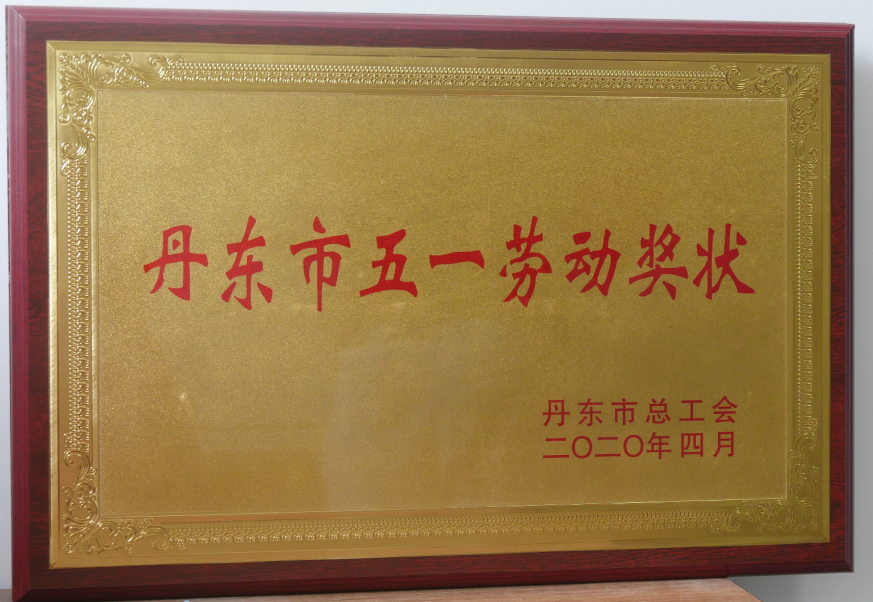 丹东市五一劳动奖状
丹东市总工会
二〇二〇年四月